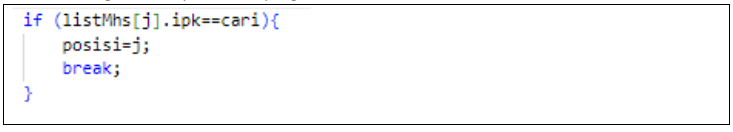 if (listMhs[j].ipk==cari){
    posisi=j;
    break;
}